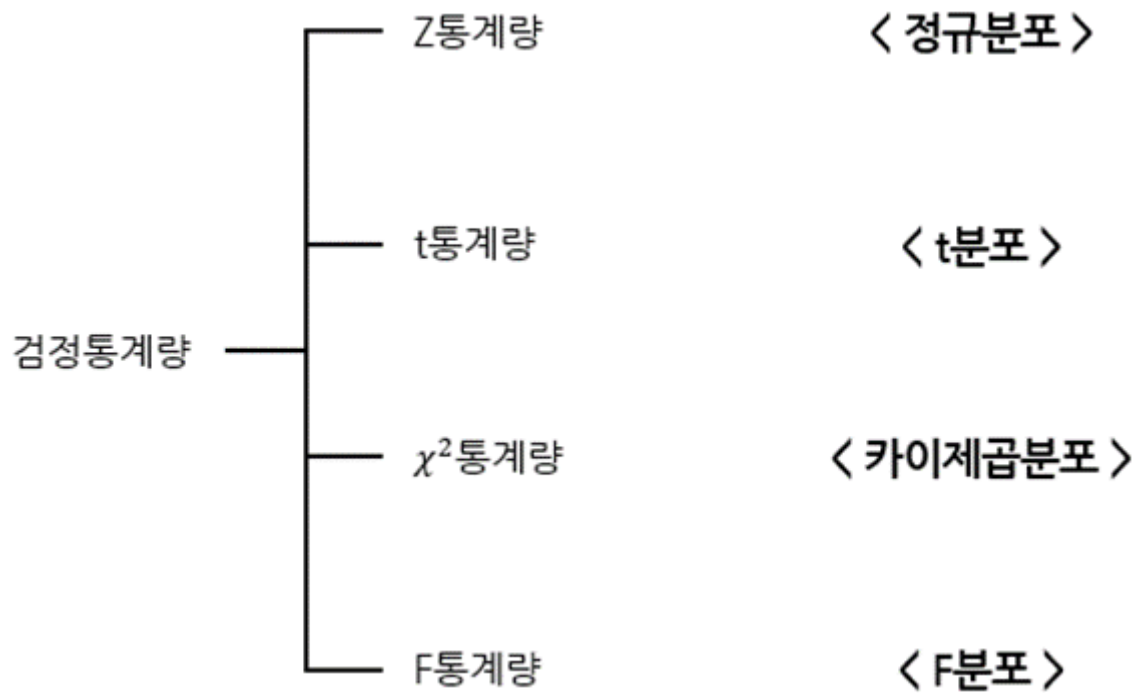 Z통계량 < 정규분포 >
t통계량 < t분포 >
검정통계량
χ²통계량 < 카이제곱분포 >
F통계량 < F분포 >